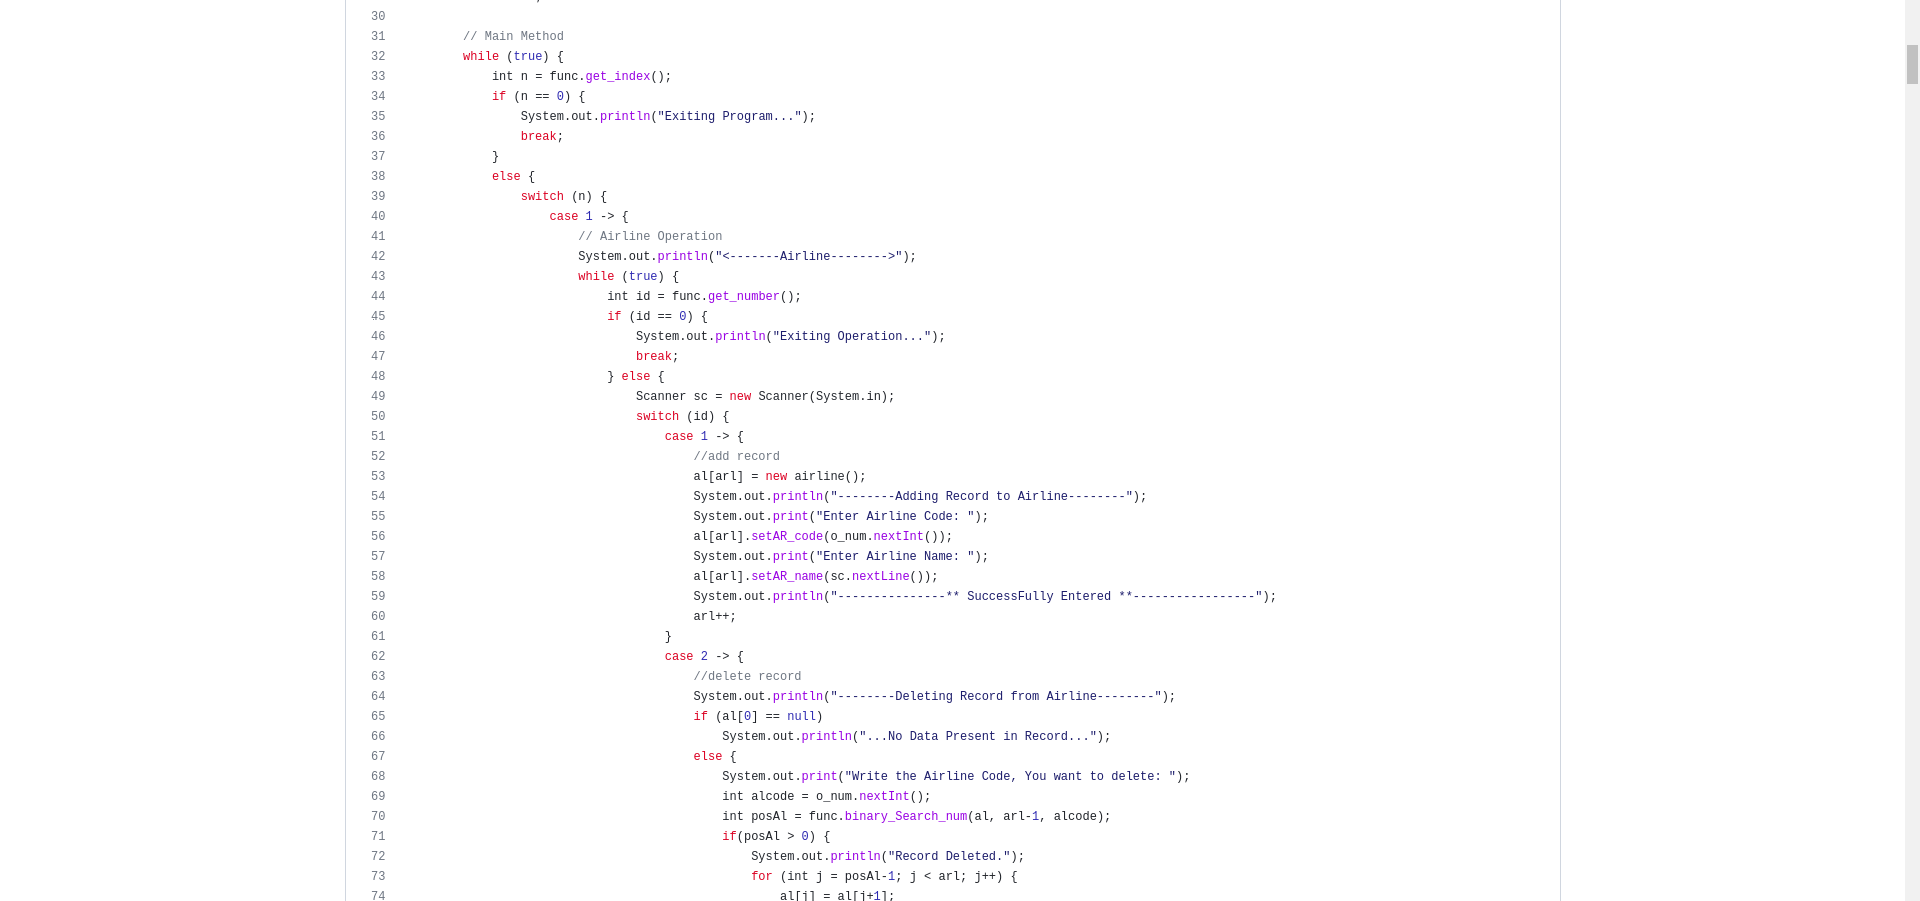 30
31 // Main Method
32 while (true) {
33 int n = func.get_index();
34 if (n == 0) {
35 System.out.println("Exiting Program...");
36 break;
37 }
38 else {
39 switch (n) {
40 case 1 -> {
41 // Airline Operation
42 System.out.println("<-------Airline-------->");
43 while (true) {
44 int id = func.get_number();
45 if (id == 0) {
46 System.out.println("Exiting Operation...");
47 break;
48 } else {
49 Scanner sc = new Scanner(System.in);
50 switch (id) {
51 case 1 -> {
52 //add record
53 al[arl] = new airline();
54 System.out.println("--------Adding Record to Airline--------");
55 System.out.print("Enter Airline Code: ");
56 al[arl].setAR_code(o_num.nextInt());
57 System.out.print("Enter Airline Name: ");
58 al[arl].setAR_name(sc.nextLine());
59 System.out.println("---------------** SuccessFully Entered **-----------------");
60 arl++;
61 }
62 case 2 -> {
63 //delete record
64 System.out.println("--------Deleting Record from Airline--------");
65 if (al[0] == null)
66 System.out.println("...No Data Present in Record...");
67 else {
68 System.out.print("Write the Airline Code, You want to delete: ");
69 int alcode = o_num.nextInt();
70 int posAl = func.binary_Search_num(al, arl-1, alcode);
71 if(posAl > 0) {
72 System.out.println("Record Deleted.");
73 for (int j = posAl-1; j < arl; j++) {
74 al[j] = al[j+1];